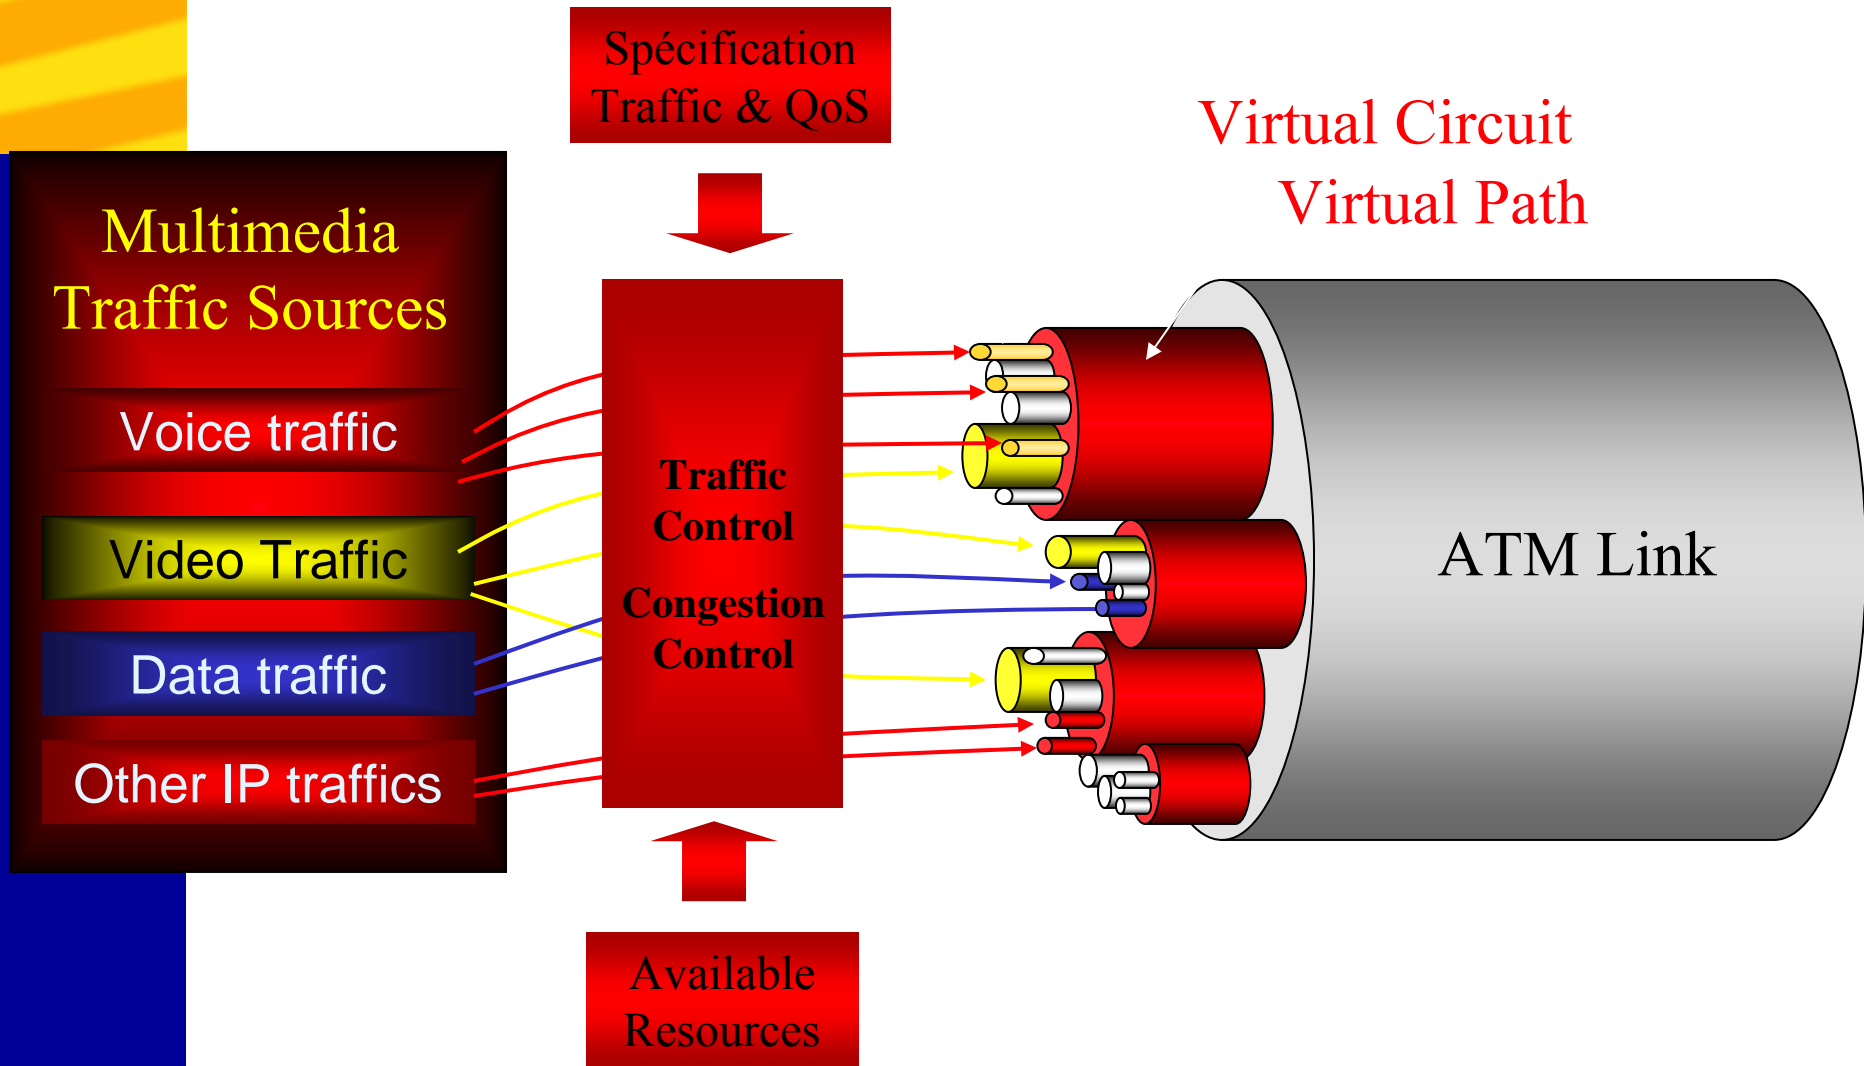 Spécification
Traffic & QoS
Virtual Circuit
Virtual Path
Multimedia
Traffic Sources
Voice traffic
Video Traffic
Data traffic
Other IP traffics
Traffic
Control
Congestion
Control
ATM Link
Available
Resources